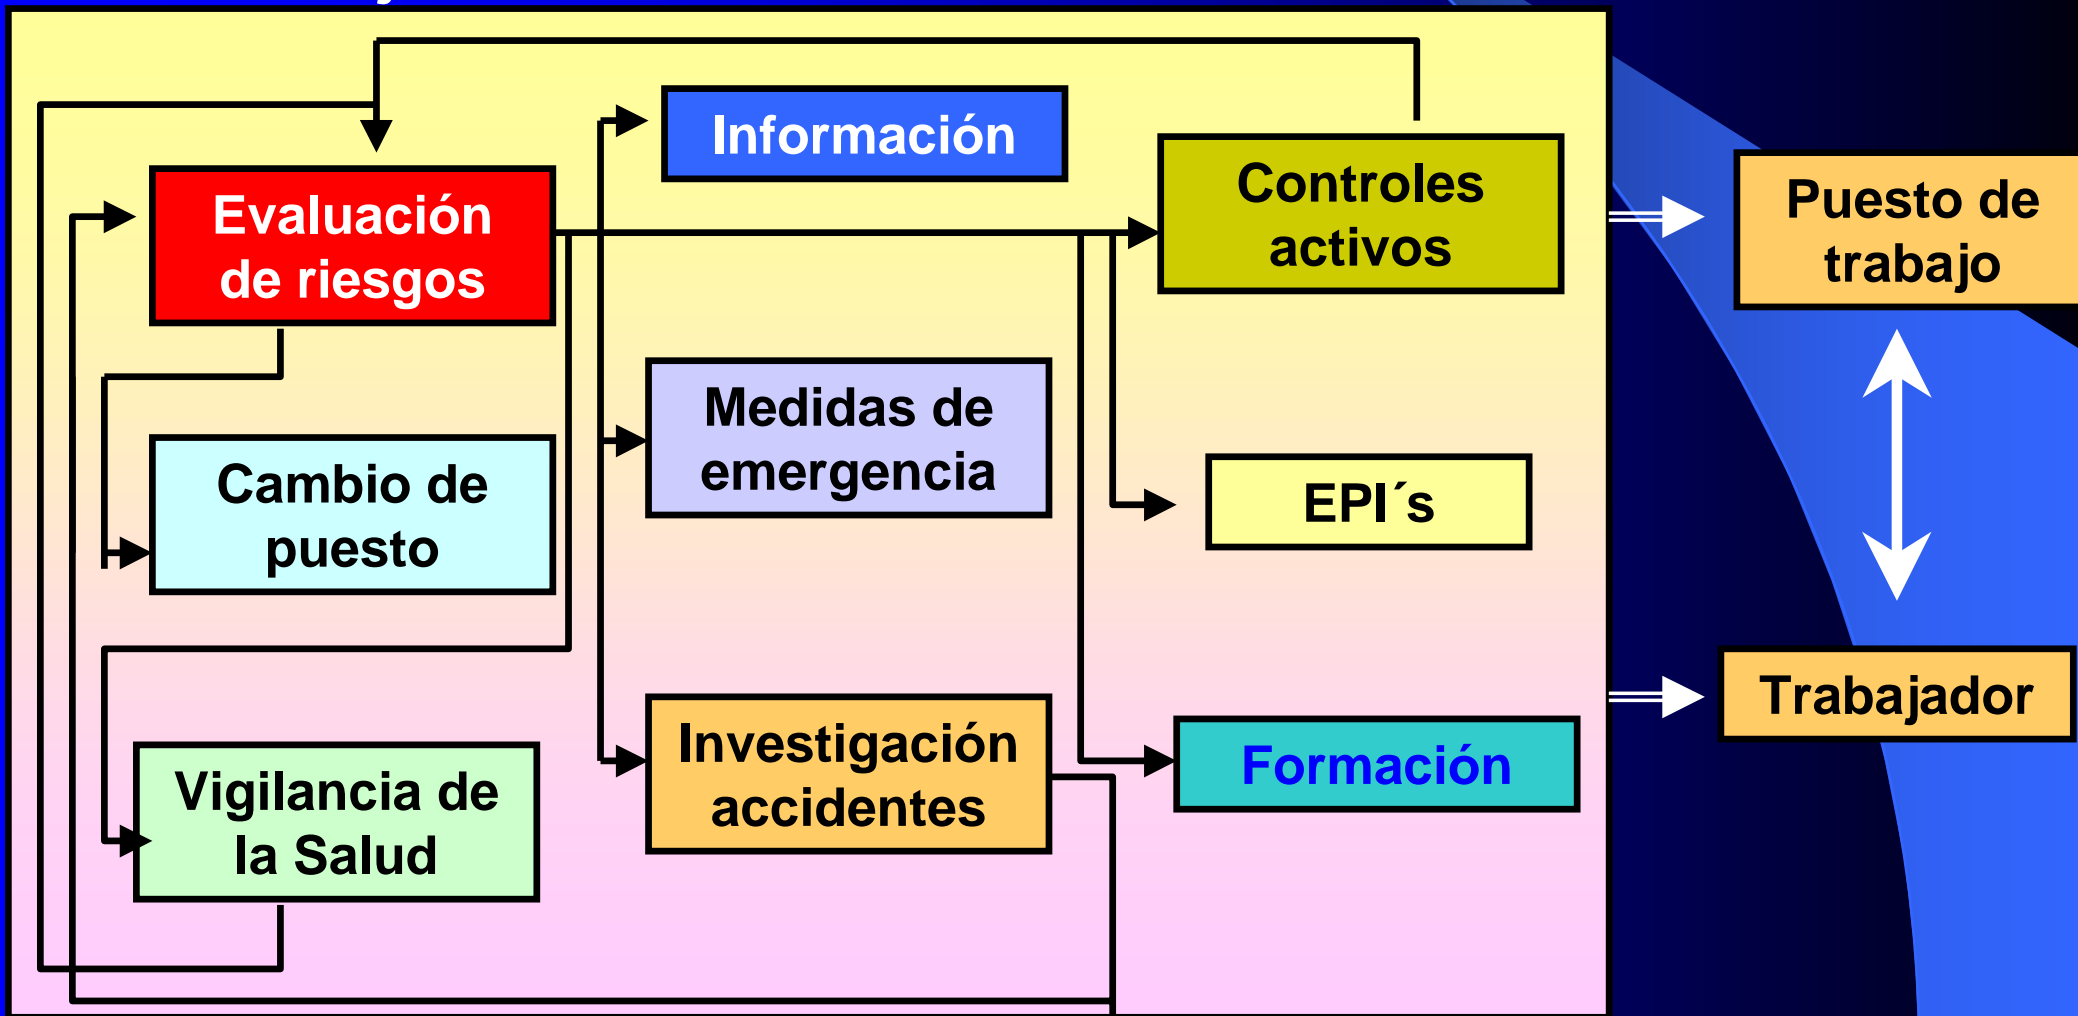 Información
Evaluación
de riesgos
Controles
activos
Puesto de
trabajo
Cambio de
puesto
Medidas de
emergencia
EPI´s
Trabajador
Vigilancia de
la Salud
Investigación
accidentes
Formación